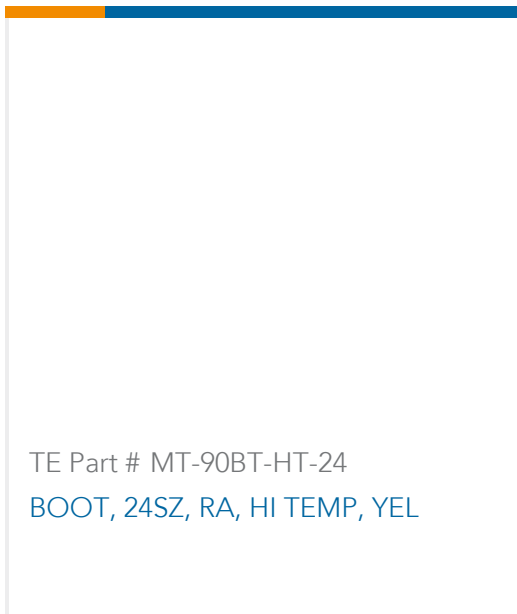 TE Part # MT-90BT-HT-24
BOOT, 24SZ, RA, HI TEMP, YEL